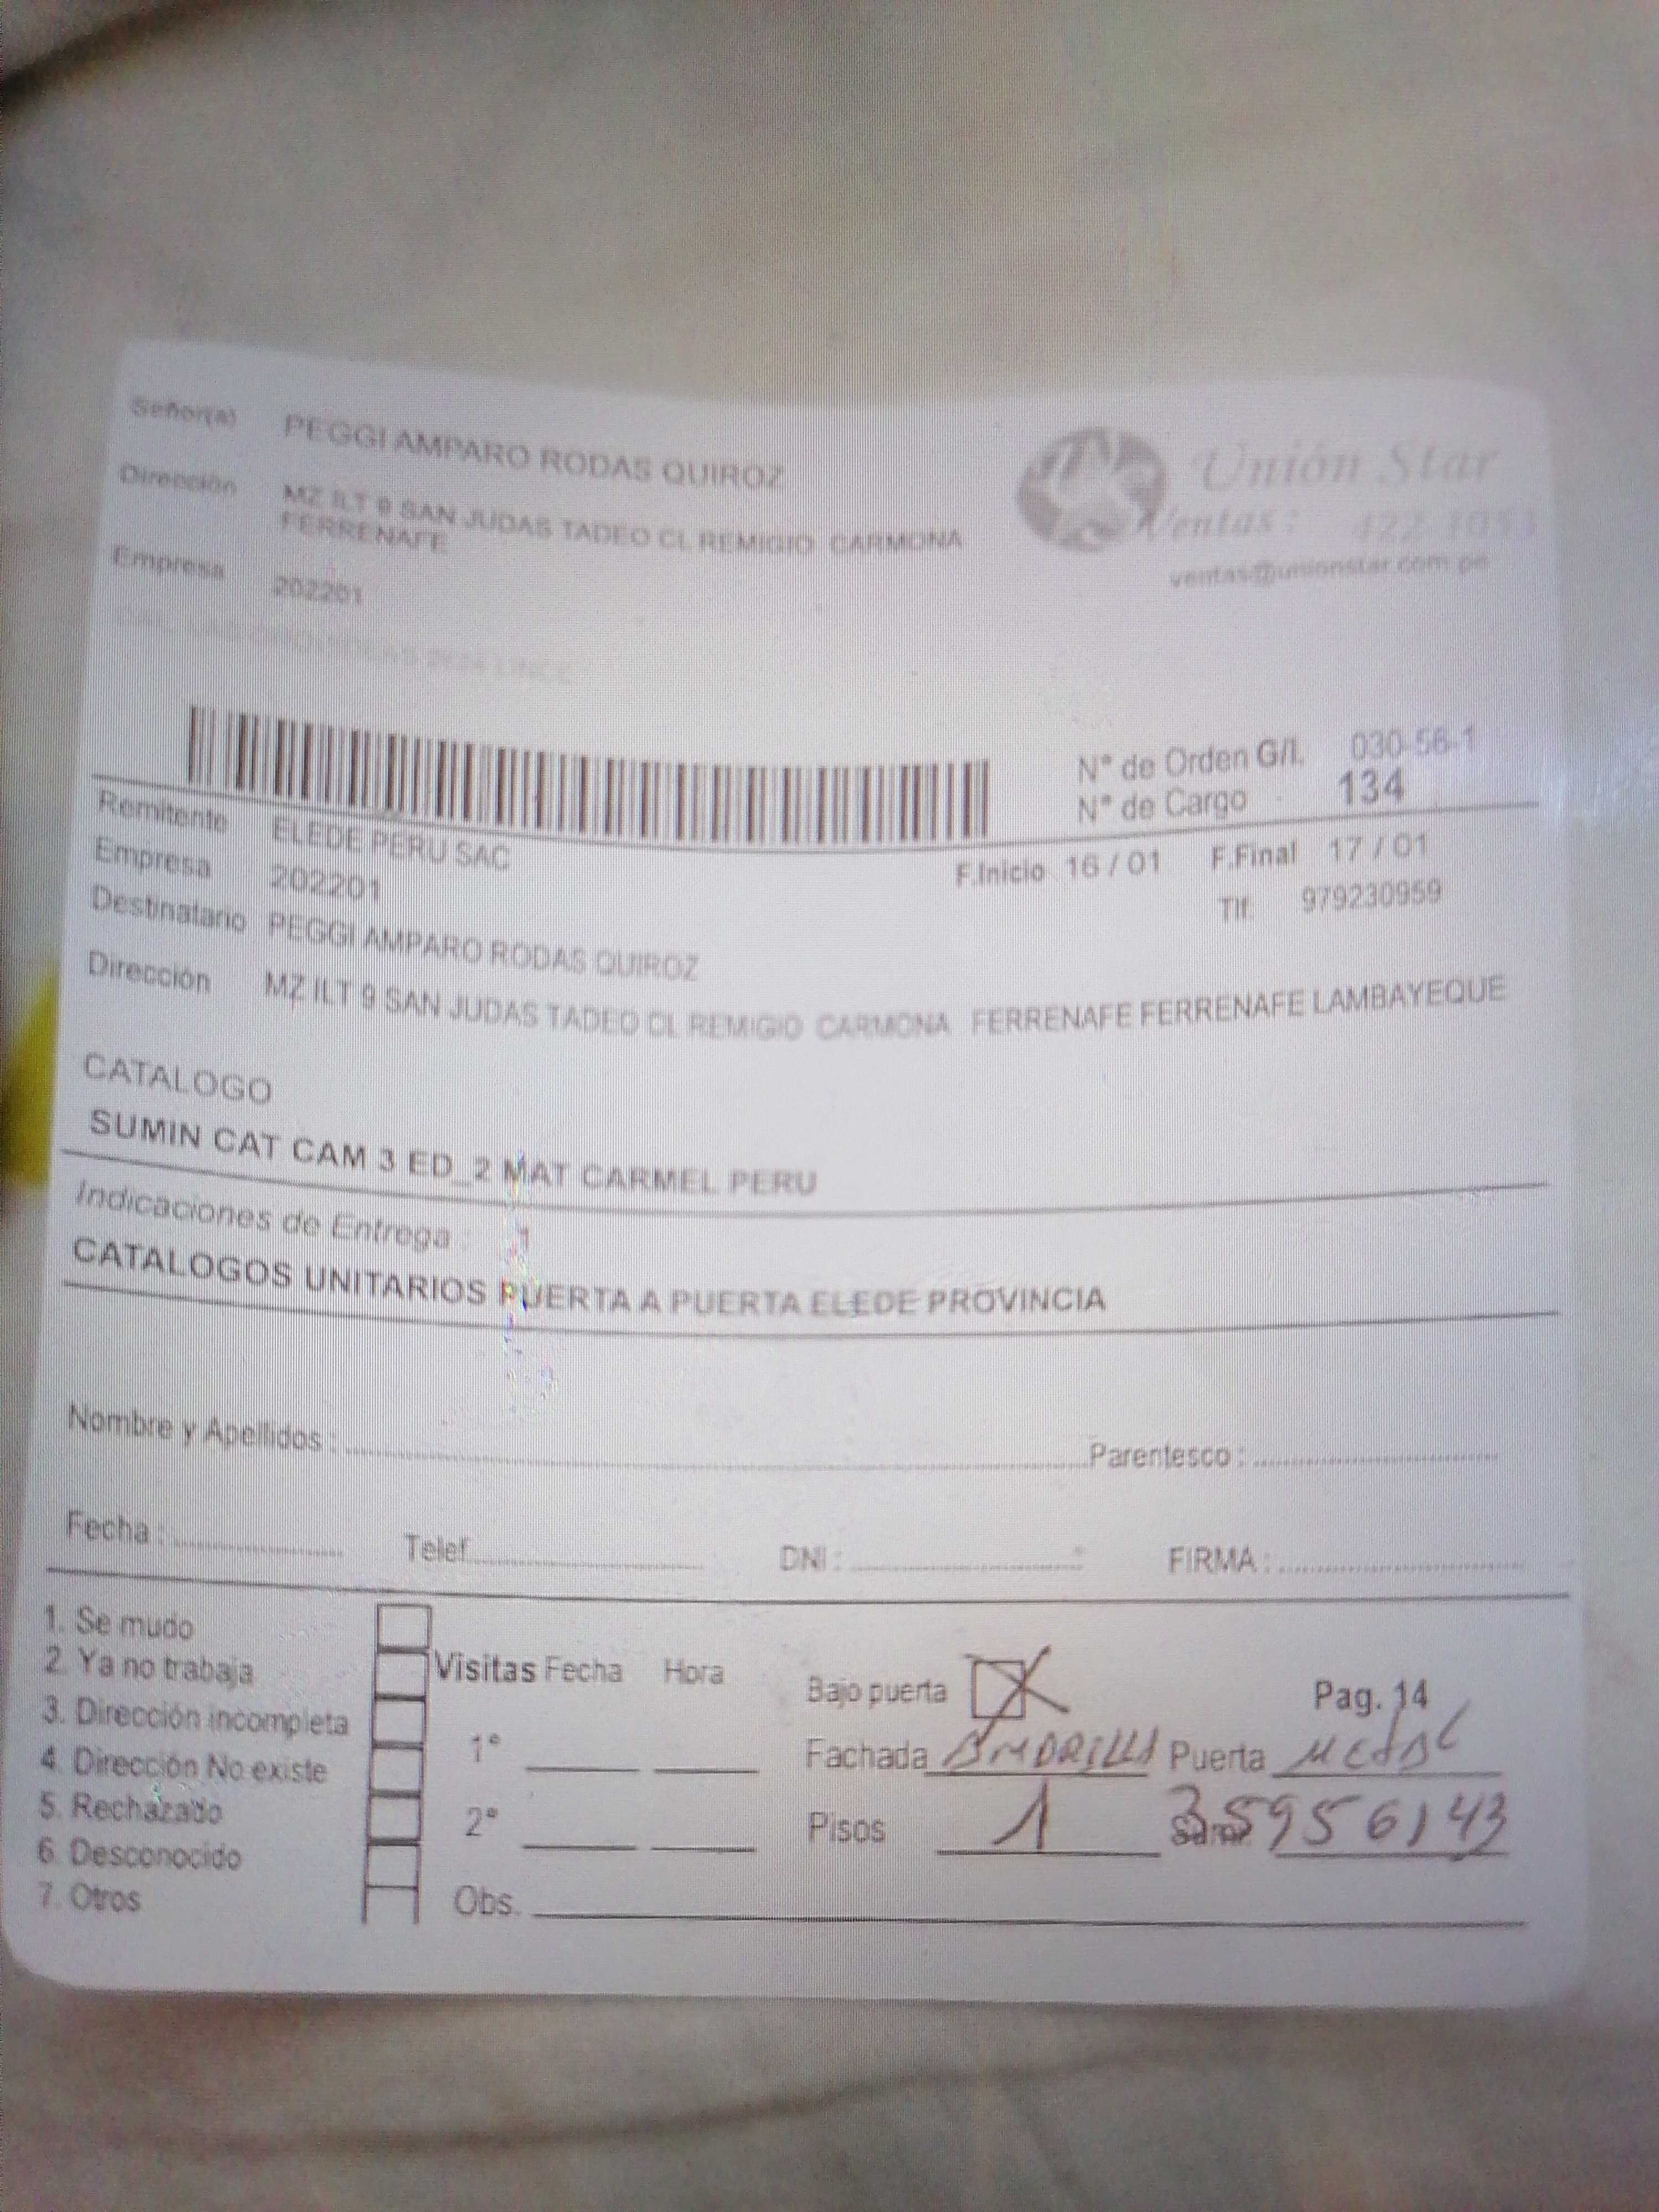 Señor(a) PEGGI AMPARO RODAS QUIROZ
Unión Star
Dirección MZ ILT 9 SAN JUDAS TADEO CL REMIGIO CARMONA
FERRENAFE
Ventas: 422-1053
ventas@unionstar.com.pe
Empresa 202201
N° de Orden G/I. 030-56-1
N° de Cargo 134
Remitente ELEDE PERU SAC
F.Inicio 16 / 01 F.Final 17 / 01
Empresa 202201
Tlf. 979230959
Destinatario PEGGI AMPARO RODAS QUIROZ
Dirección MZ ILT 9 SAN JUDAS TADEO CL REMIGIO CARMONA FERRENAFE FERRENAFE LAMBAYEQUE
CATALOGO
SUMIN CAT CAM 3 ED_2 MAT CARMEL PERU
Indicaciones de Entrega : 1
CATALOGOS UNITARIOS PUERTA A PUERTA ELEDE PROVINCIA
Nombre y Apellidos : Parentesco :
Fecha : Telef. DNI : FIRMA :
1. Se mudo
2. Ya no trabaja
3. Dirección incompleta
4. Dirección No existe
5. Rechazado
6. Desconocido
7. Otros
Visitas Fecha Hora
1°
2°
Obs.
Bajo puerta X Pag. 14
Fachada Puerta METAL
Pisos 1 35956143